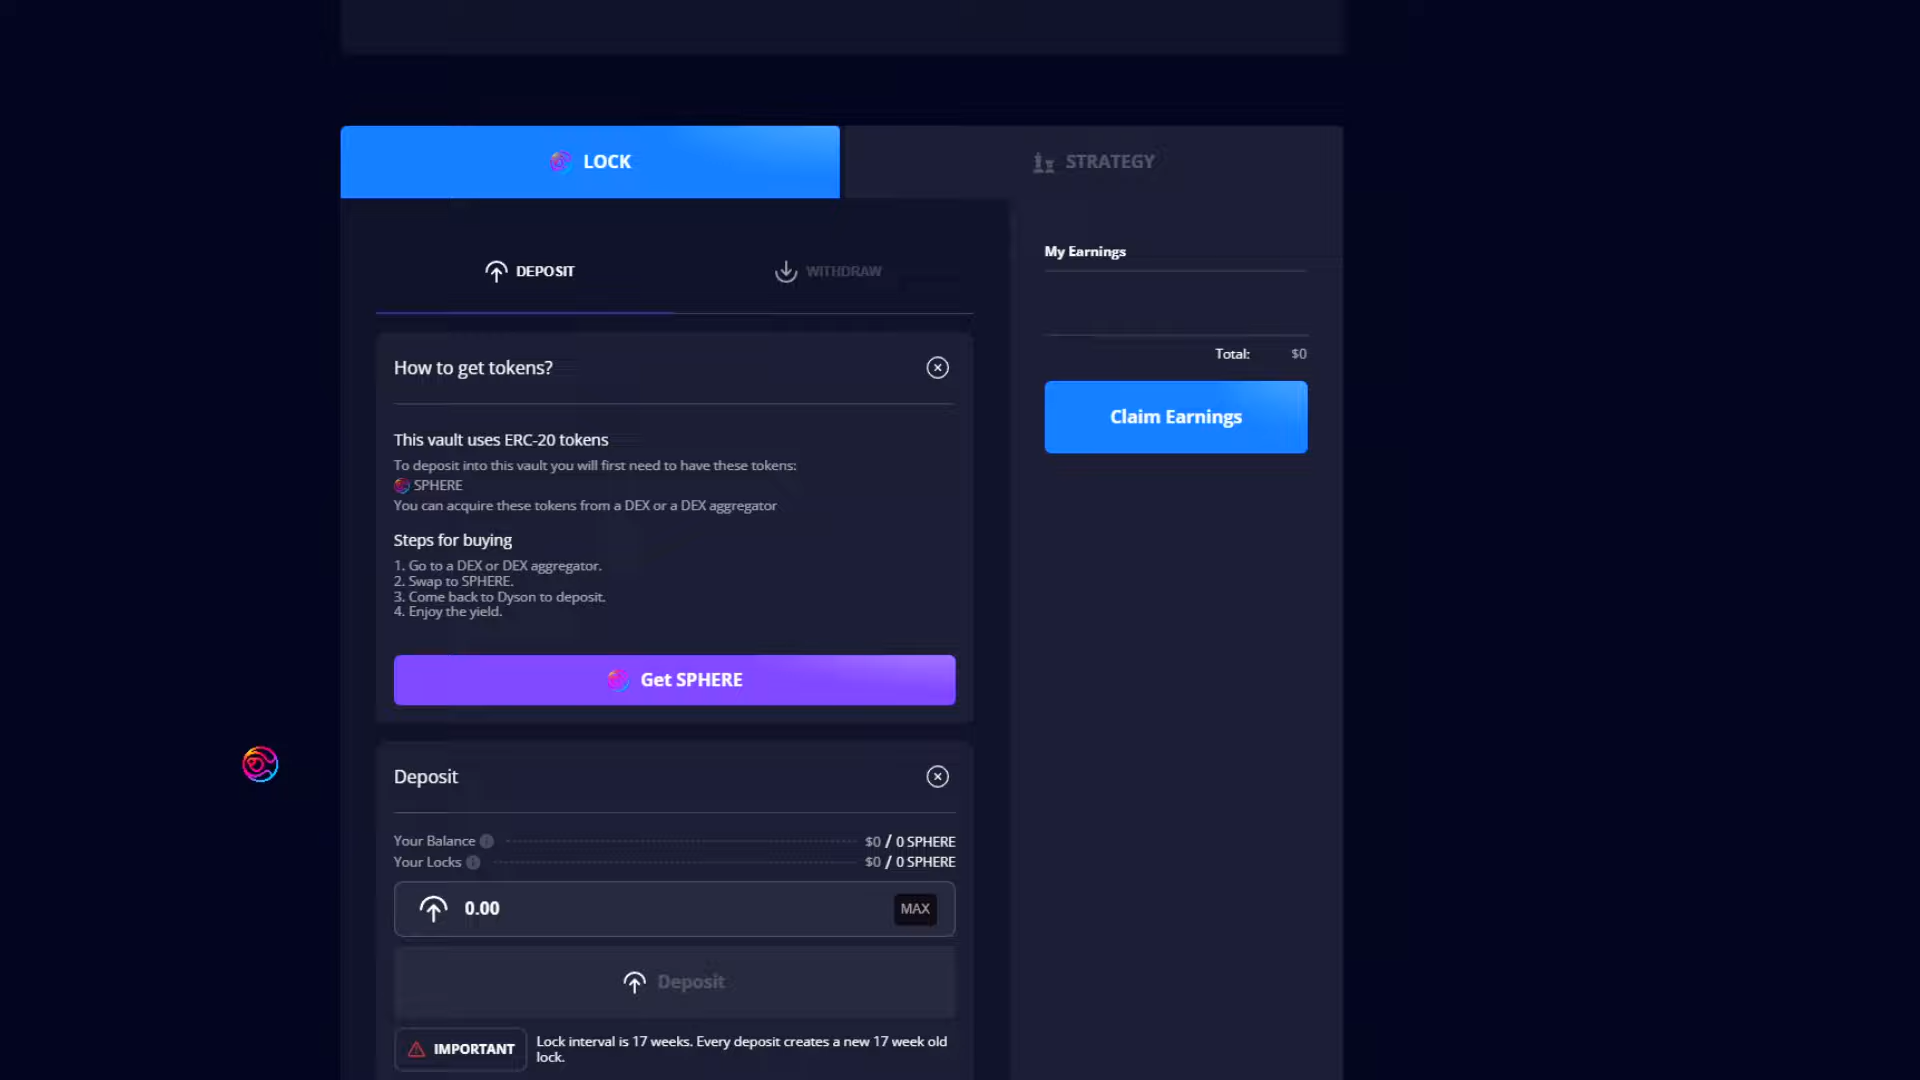 LOCK
STRATEGY
DEPOSIT
WITHDRAW
My Earnings
Total: $0
Claim Earnings
How to get tokens?
This vault uses ERC-20 tokens
To deposit into this vault you will first need to have these tokens:
SPHERE
You can acquire these tokens from a DEX or a DEX aggregator
Steps for buying
1. Go to a DEX or DEX aggregator.
2. Swap to SPHERE.
3. Come back to Dyson to deposit.
4. Enjoy the yield.
Get SPHERE
Deposit
Your Balance $0 / 0 SPHERE
Your Locks $0 / 0 SPHERE
0.00 MAX
Deposit
IMPORTANT
Lock interval is 17 weeks. Every deposit creates a new 17 week old
lock.